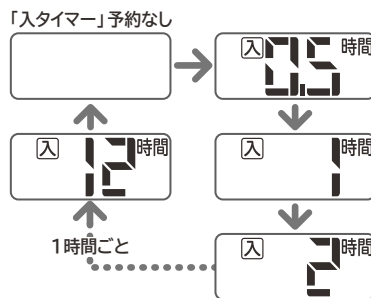 「入タイマー」予約なし
入 0.5 時間
入 12 時間
入 1 時間
1時間ごと
入 2 時間